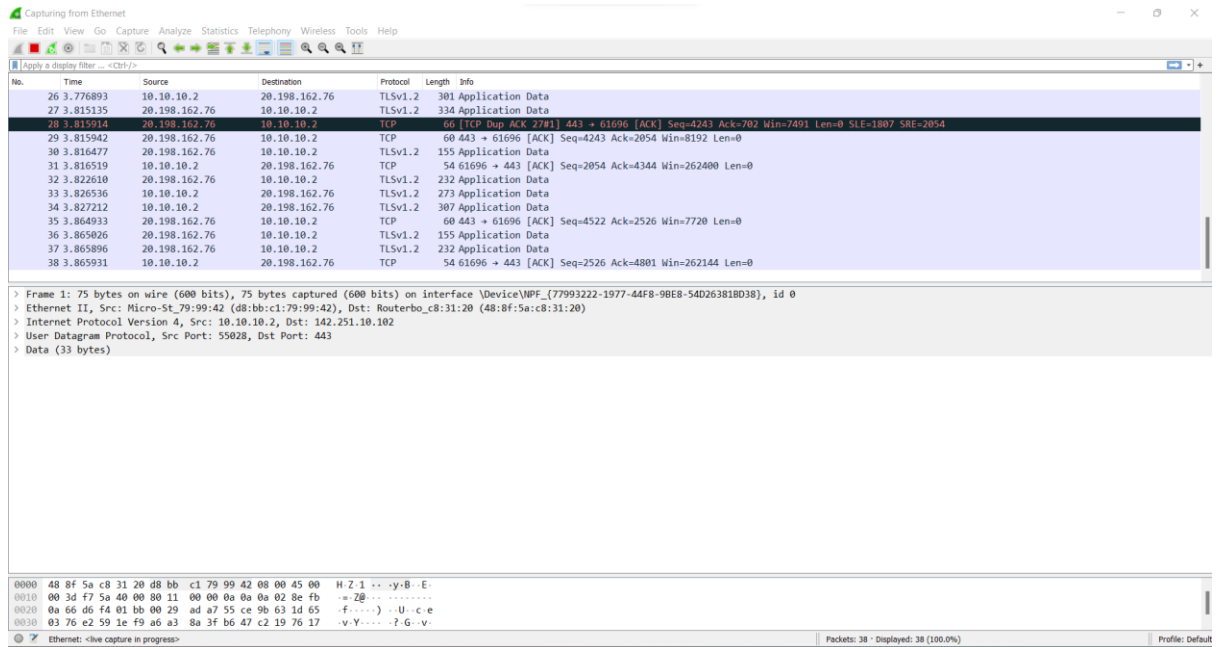 Capturing from Ethernet
File Edit View Go Capture Analyze Statistics Telephony Wireless Tools Help
Apply a display filter ... <Ctrl-/>
No. Time Source Destination Protocol Length Info
26 3.776893 10.10.10.2 20.198.162.76 TLSv1.2 301 Application Data
27 3.815135 20.198.162.76 10.10.10.2 TLSv1.2 334 Application Data
28 3.815914 20.198.162.76 10.10.10.2 TCP 66 [TCP Dup ACK 27#1] 443 → 61696 [ACK] Seq=4243 Ack=702 Win=7491 Len=0 SLE=1807 SRE=2054
29 3.815942 20.198.162.76 10.10.10.2 TCP 60 443 → 61696 [ACK] Seq=4243 Ack=2054 Win=8192 Len=0
30 3.816477 20.198.162.76 10.10.10.2 TLSv1.2 155 Application Data
31 3.816519 10.10.10.2 20.198.162.76 TCP 54 61696 → 443 [ACK] Seq=2054 Ack=4344 Win=262400 Len=0
32 3.822610 20.198.162.76 10.10.10.2 TLSv1.2 232 Application Data
33 3.826536 10.10.10.2 20.198.162.76 TLSv1.2 273 Application Data
34 3.827212 10.10.10.2 20.198.162.76 TLSv1.2 307 Application Data
35 3.864933 20.198.162.76 10.10.10.2 TCP 60 443 → 61696 [ACK] Seq=4522 Ack=2526 Win=7720 Len=0
36 3.865026 20.198.162.76 10.10.10.2 TLSv1.2 155 Application Data
37 3.865896 20.198.162.76 10.10.10.2 TLSv1.2 232 Application Data
38 3.865931 10.10.10.2 20.198.162.76 TCP 54 61696 → 443 [ACK] Seq=2526 Ack=4801 Win=262144 Len=0
> Frame 1: 75 bytes on wire (600 bits), 75 bytes captured (600 bits) on interface \Device\NPF_{77993222-1977-44F8-9BE8-54D26381BD38}, id 0
> Ethernet II, Src: Micro-St_79:99:42 (d8:bb:c1:79:99:42), Dst: Routerbo_c8:31:20 (48:8f:5a:c8:31:20)
> Internet Protocol Version 4, Src: 10.10.10.2, Dst: 142.251.10.102
> User Datagram Protocol, Src Port: 55028, Dst Port: 443
> Data (33 bytes)
0000 48 8f 5a c8 31 20 d8 bb c1 79 99 42 08 00 45 00 H·Z·1 ·· ·y·B··E·
0010 00 3d f7 5a 40 00 80 11 00 00 0a 0a 0a 02 8e fb ·=·Z@··· ········
0020 0a 66 d6 f4 01 bb 00 29 ad a7 55 ce 9b 63 1d 65 ·f·····) ··U··c·e
0030 03 76 e2 59 1e f9 a6 a3 8a 3f b6 47 c2 19 76 17 ·v·Y···· ·?·G··v·
Ethernet: <live capture in progress> Packets: 38 · Displayed: 38 (100.0%) Profile: Default